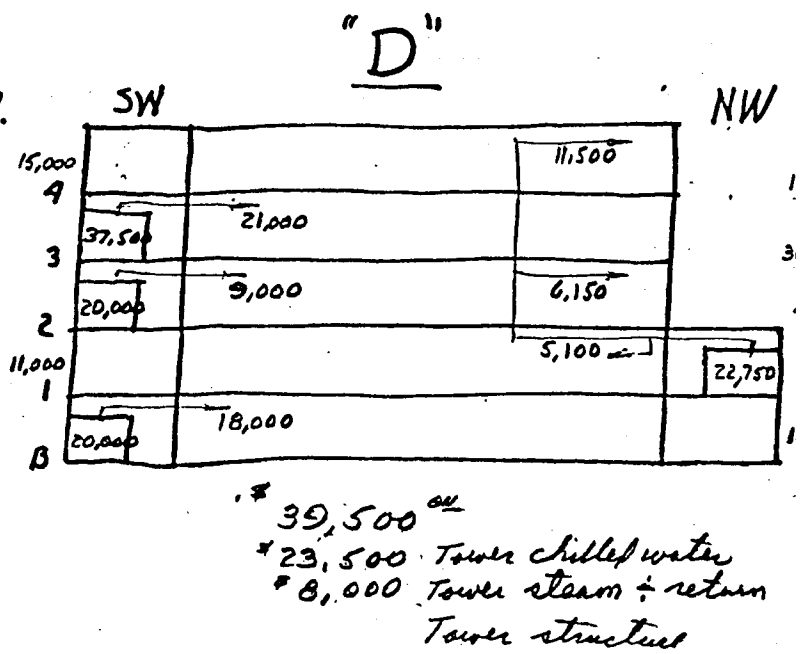 "D"
SW
NW
11,500
15,000
4
21,000
37,500
3
9,000
6,150
20,000
2
5,100
11,000
22,750
1
18,000
20,000
B
$ 39,500
$ 23,500 Tower chilled water
$ 8,000 Tower steam & return
Tower structure